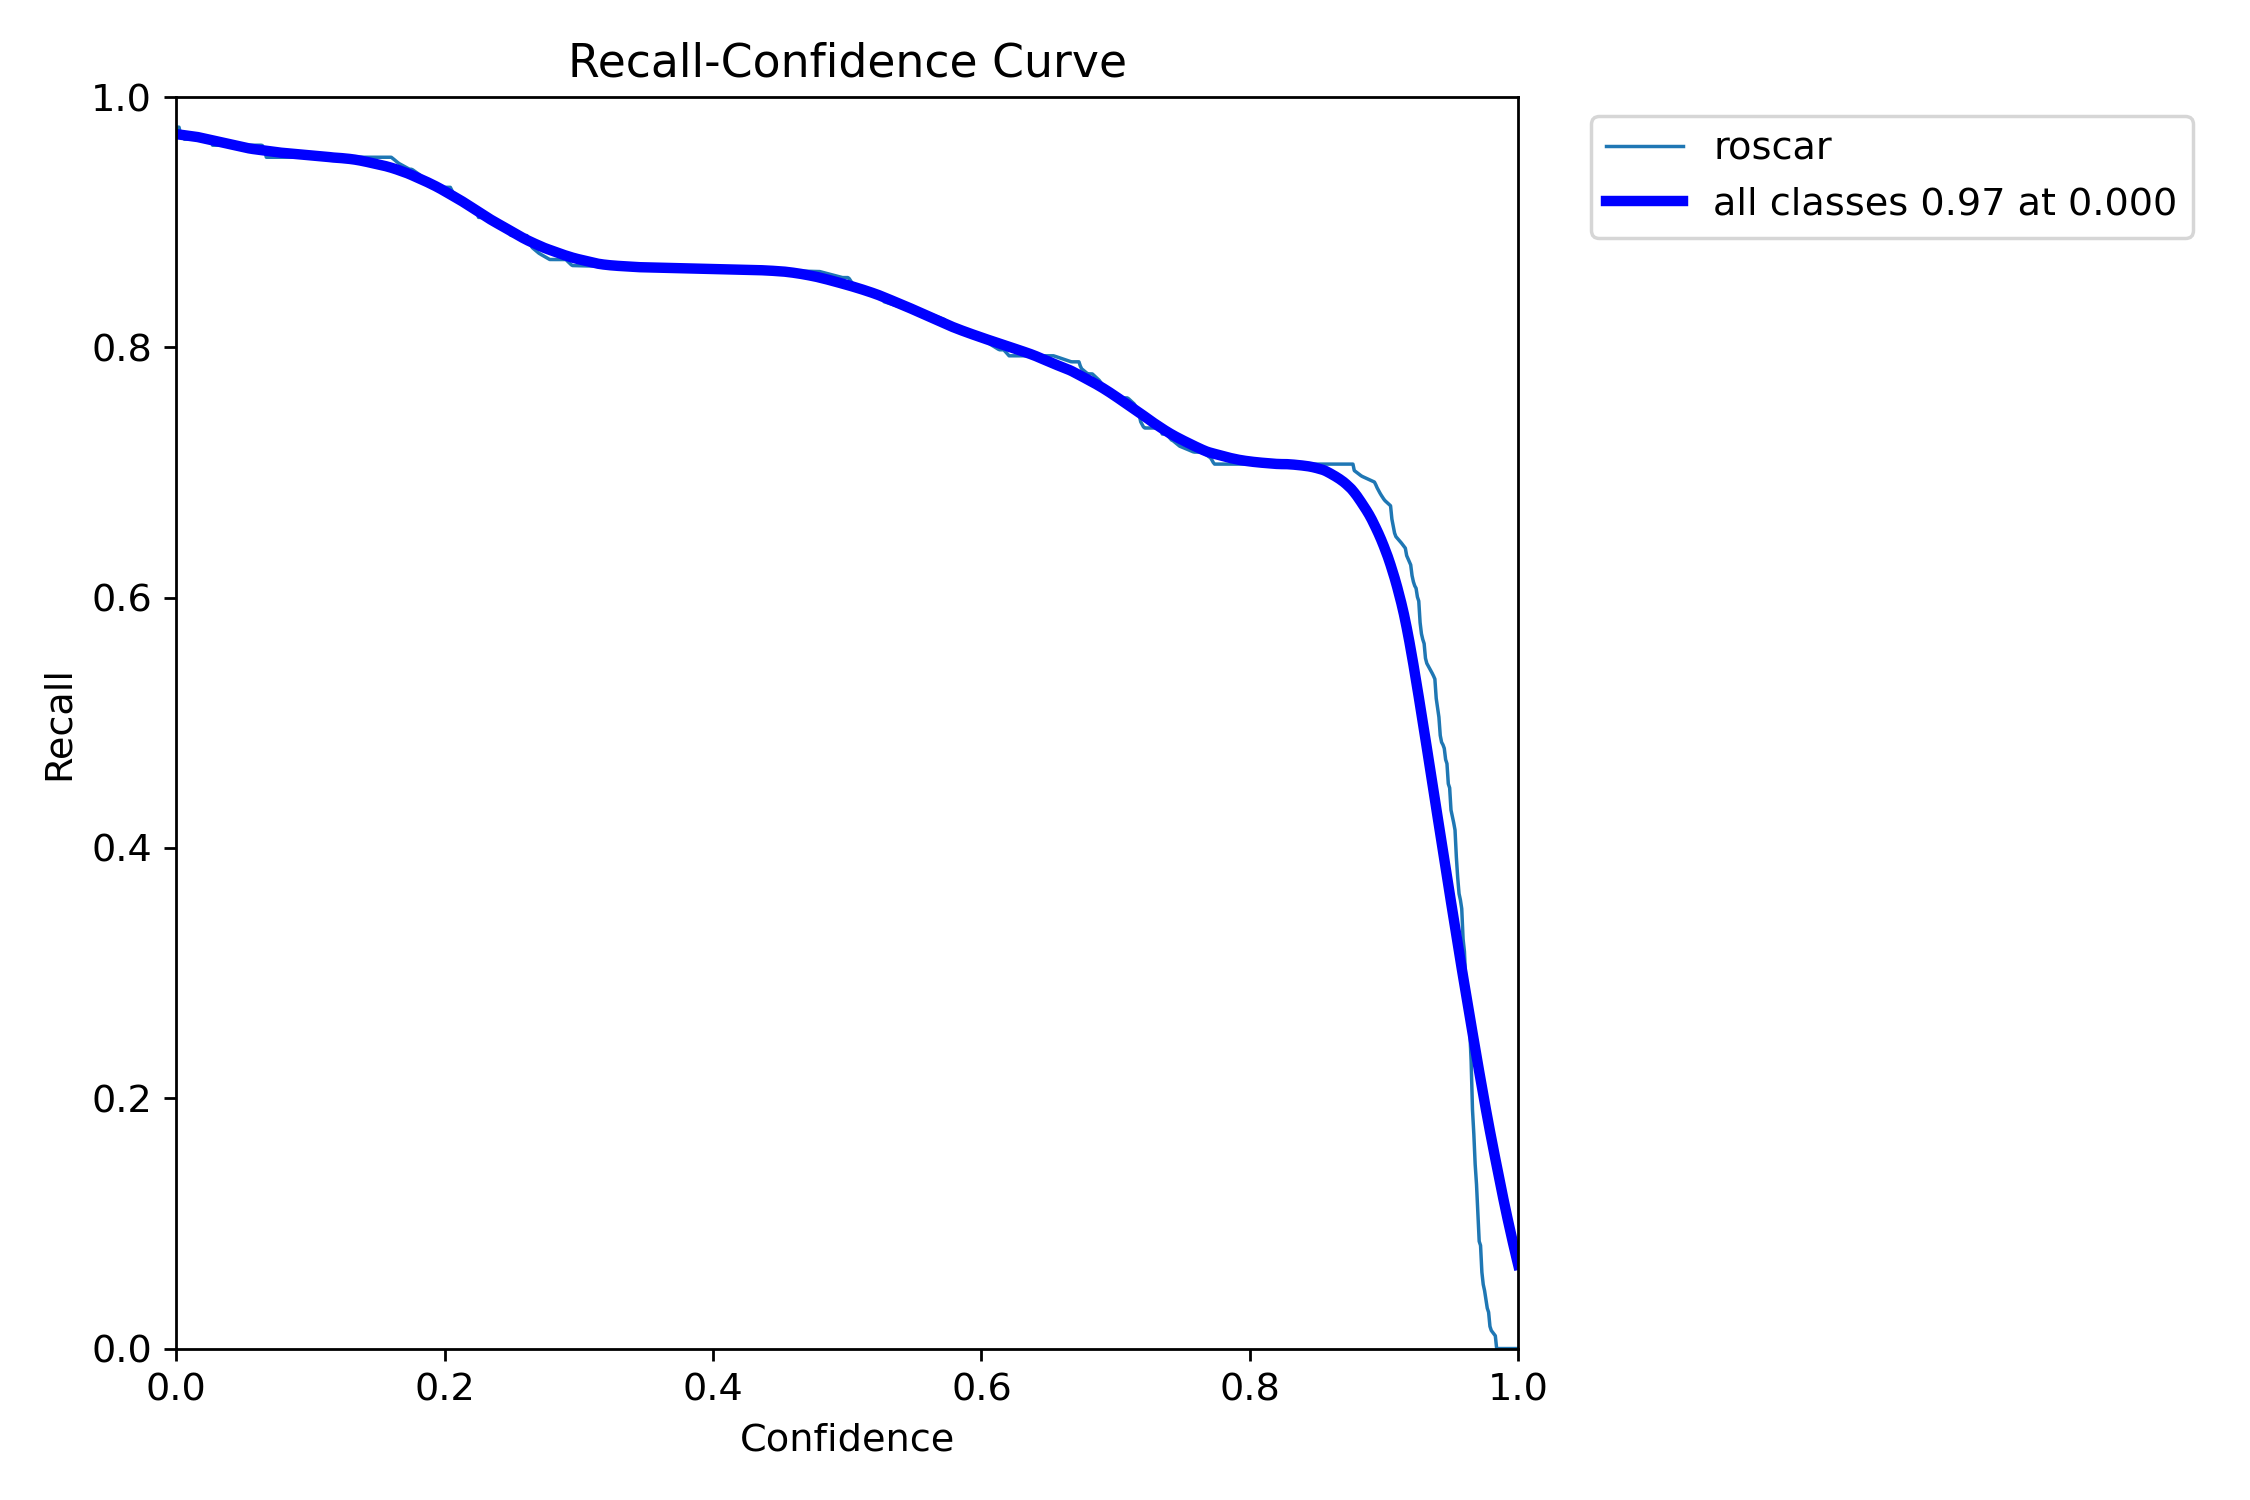 Recall-Confidence Curve
1.0
0.8
0.6
0.4
0.2
0.0
Recall
0.0 0.2 0.4 0.6 0.8 1.0
Confidence
roscar
all classes 0.97 at 0.000